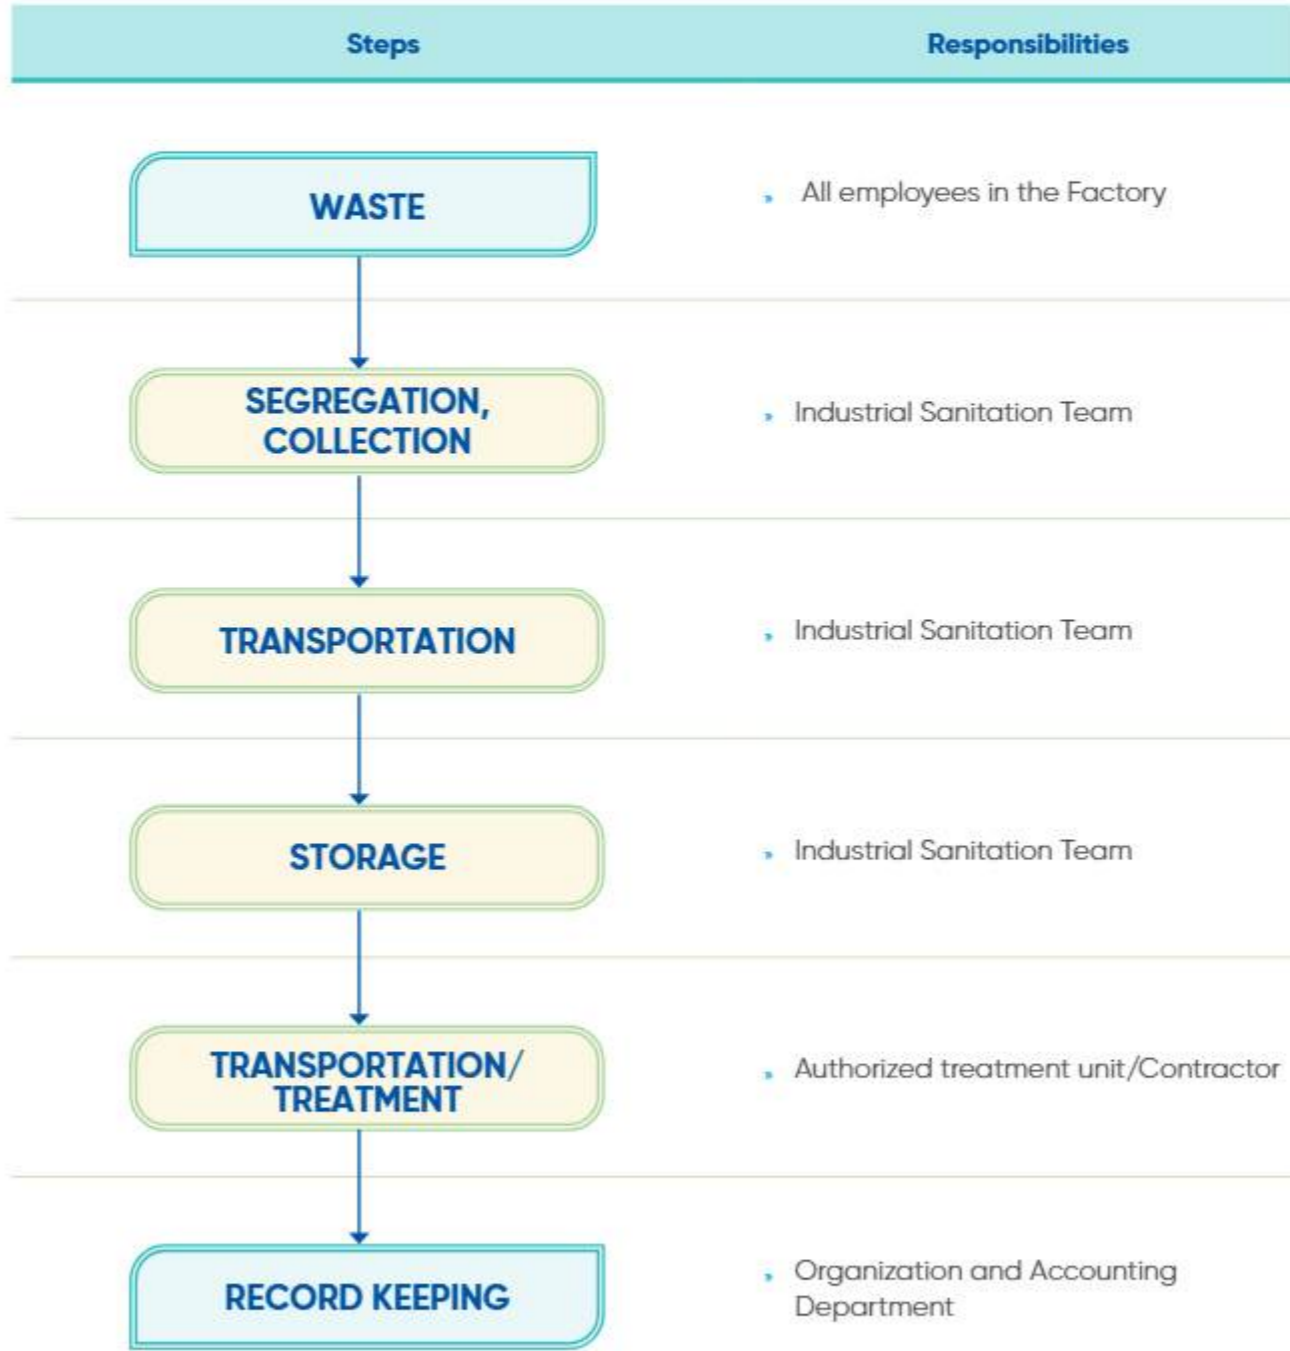 Steps
Responsibilities
WASTE
All employees in the Factory
SEGREGATION,
COLLECTION
Industrial Sanitation Team
TRANSPORTATION
Industrial Sanitation Team
STORAGE
Industrial Sanitation Team
TRANSPORTATION/
TREATMENT
Authorized treatment unit/Contractor
RECORD KEEPING
Organization and Accounting
Department